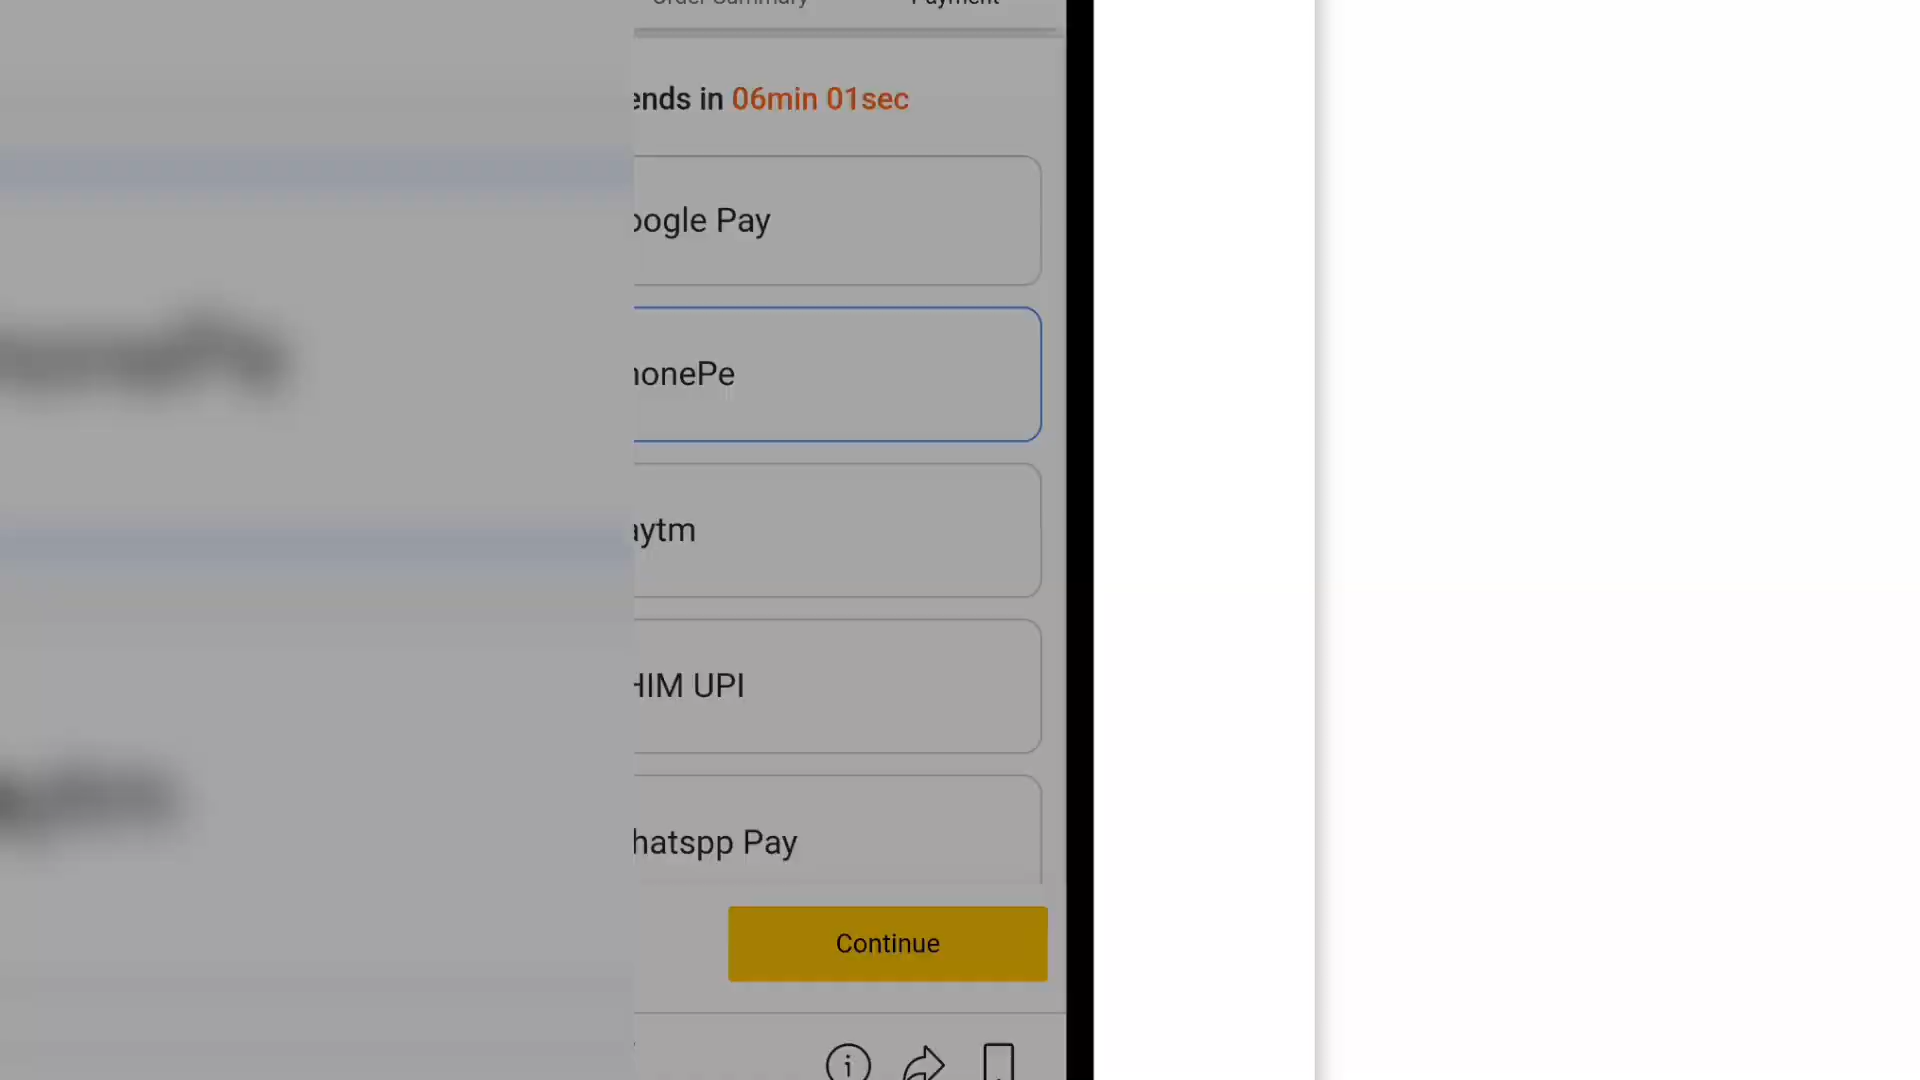 Order Summary Payment
ends in 06min 01sec
oogle Pay
honePe
aytm
HIM UPI
hatspp Pay
Continue